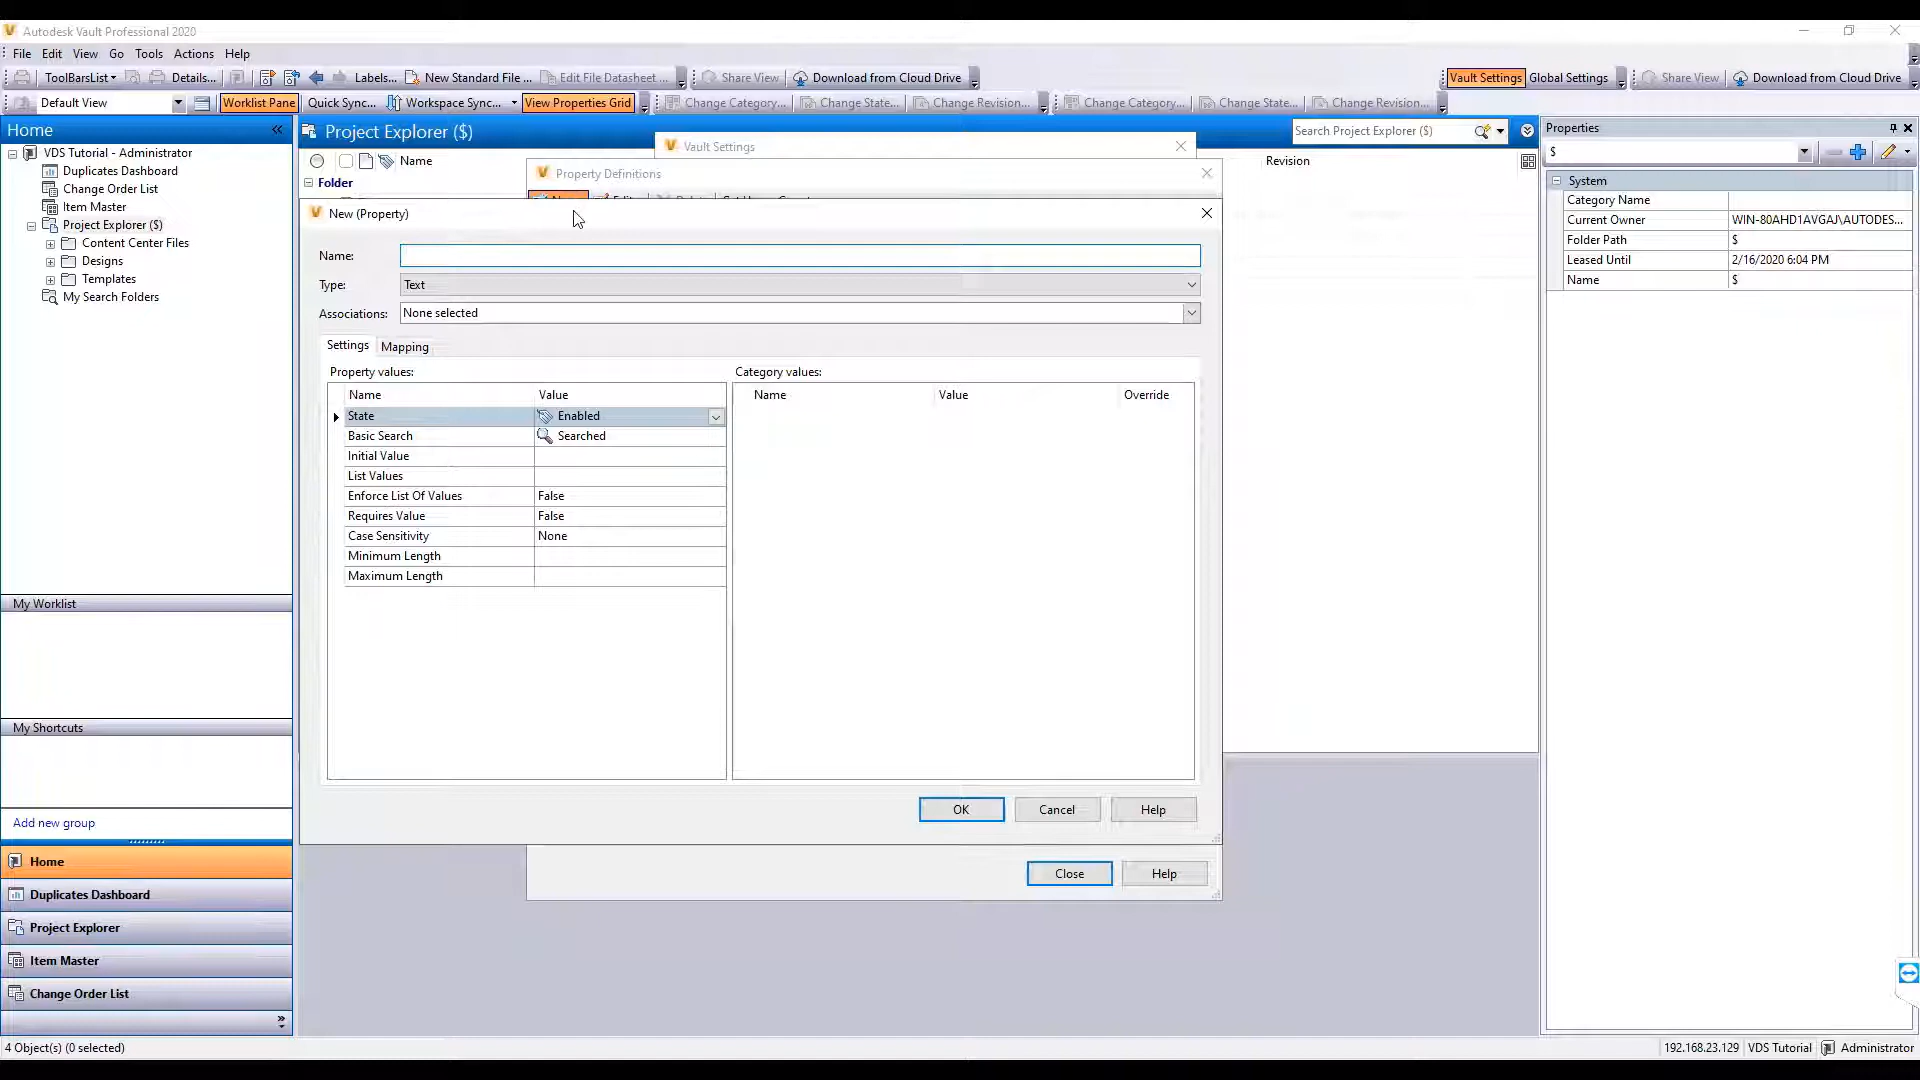 Autodesk Vault Professional 2020
File Edit View Go Tools Actions Help
ToolBarsList Details... Labels... New Standard File ... Edit File Datasheet ... Share View Download from Cloud Drive Vault Settings Global Settings Share View Download from Cloud Drive
Default View Worklist Pane Quick Sync... Workspace Sync... View Properties Grid Change Category... Change State... Change Revision... Change Category... Change State... Change Revision...
Home
VDS Tutorial - Administrator
Duplicates Dashboard
Change Order List
Item Master
Project Explorer ($)
Content Center Files
Designs
Templates
My Search Folders
My Worklist
My Shortcuts
Add new group
Home
Duplicates Dashboard
Project Explorer
Item Master
Change Order List
Project Explorer ($)
Search Project Explorer ($)
Name
Revision
Folder
Vault Settings
Property Definitions
New (Property)
Name:
Type: Text
Associations: None selected
Settings Mapping
Property values:
Name Value
State Enabled
Basic Search Searched
Initial Value
List Values
Enforce List Of Values False
Requires Value False
Case Sensitivity None
Minimum Length
Maximum Length
Category values:
Name Value Override
OK Cancel Help
Close Help
Properties
$
System
Category Name
Current Owner WIN-80AHD1AVGAJ\AUTODES...
Folder Path $
Leased Until 2/16/2020 6:04 PM
Name $
4 Object(s) (0 selected)
192.168.23.129 VDS Tutorial Administrator